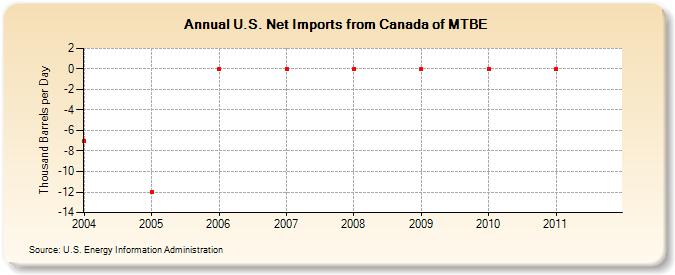 Annual U.S. Net Imports from Canada of MTBE
Thousand Barrels per Day
2
0
-2
-4
-6
-8
-10
-12
-14
2004 2005 2006 2007 2008 2009 2010 2011
Source: U.S. Energy Information Administration